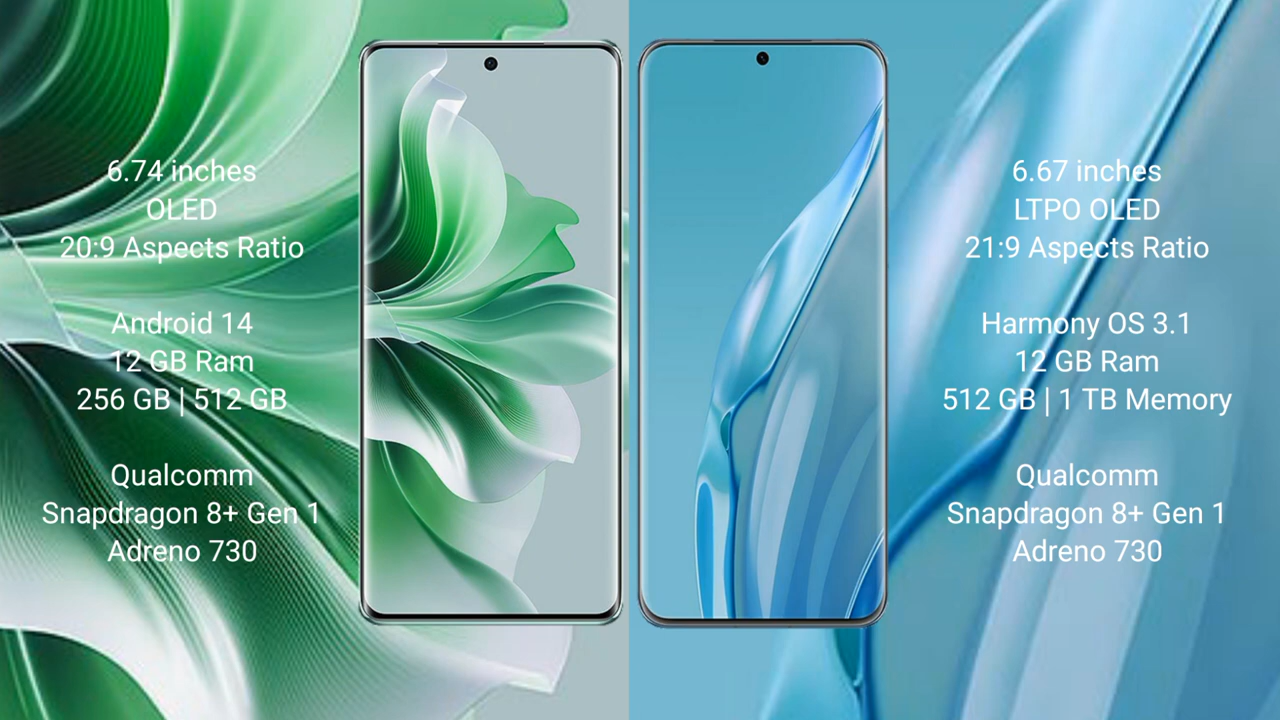 6.74 inches
OLED
20:9 Aspects Ratio
Android 14
12 GB Ram
256 GB | 512 GB
Qualcomm
Snapdragon 8+ Gen 1
Adreno 730
6.67 inches
LTPO OLED
21:9 Aspects Ratio
Harmony OS 3.1
12 GB Ram
512 GB | 1 TB Memory
Qualcomm
Snapdragon 8+ Gen 1
Adreno 730